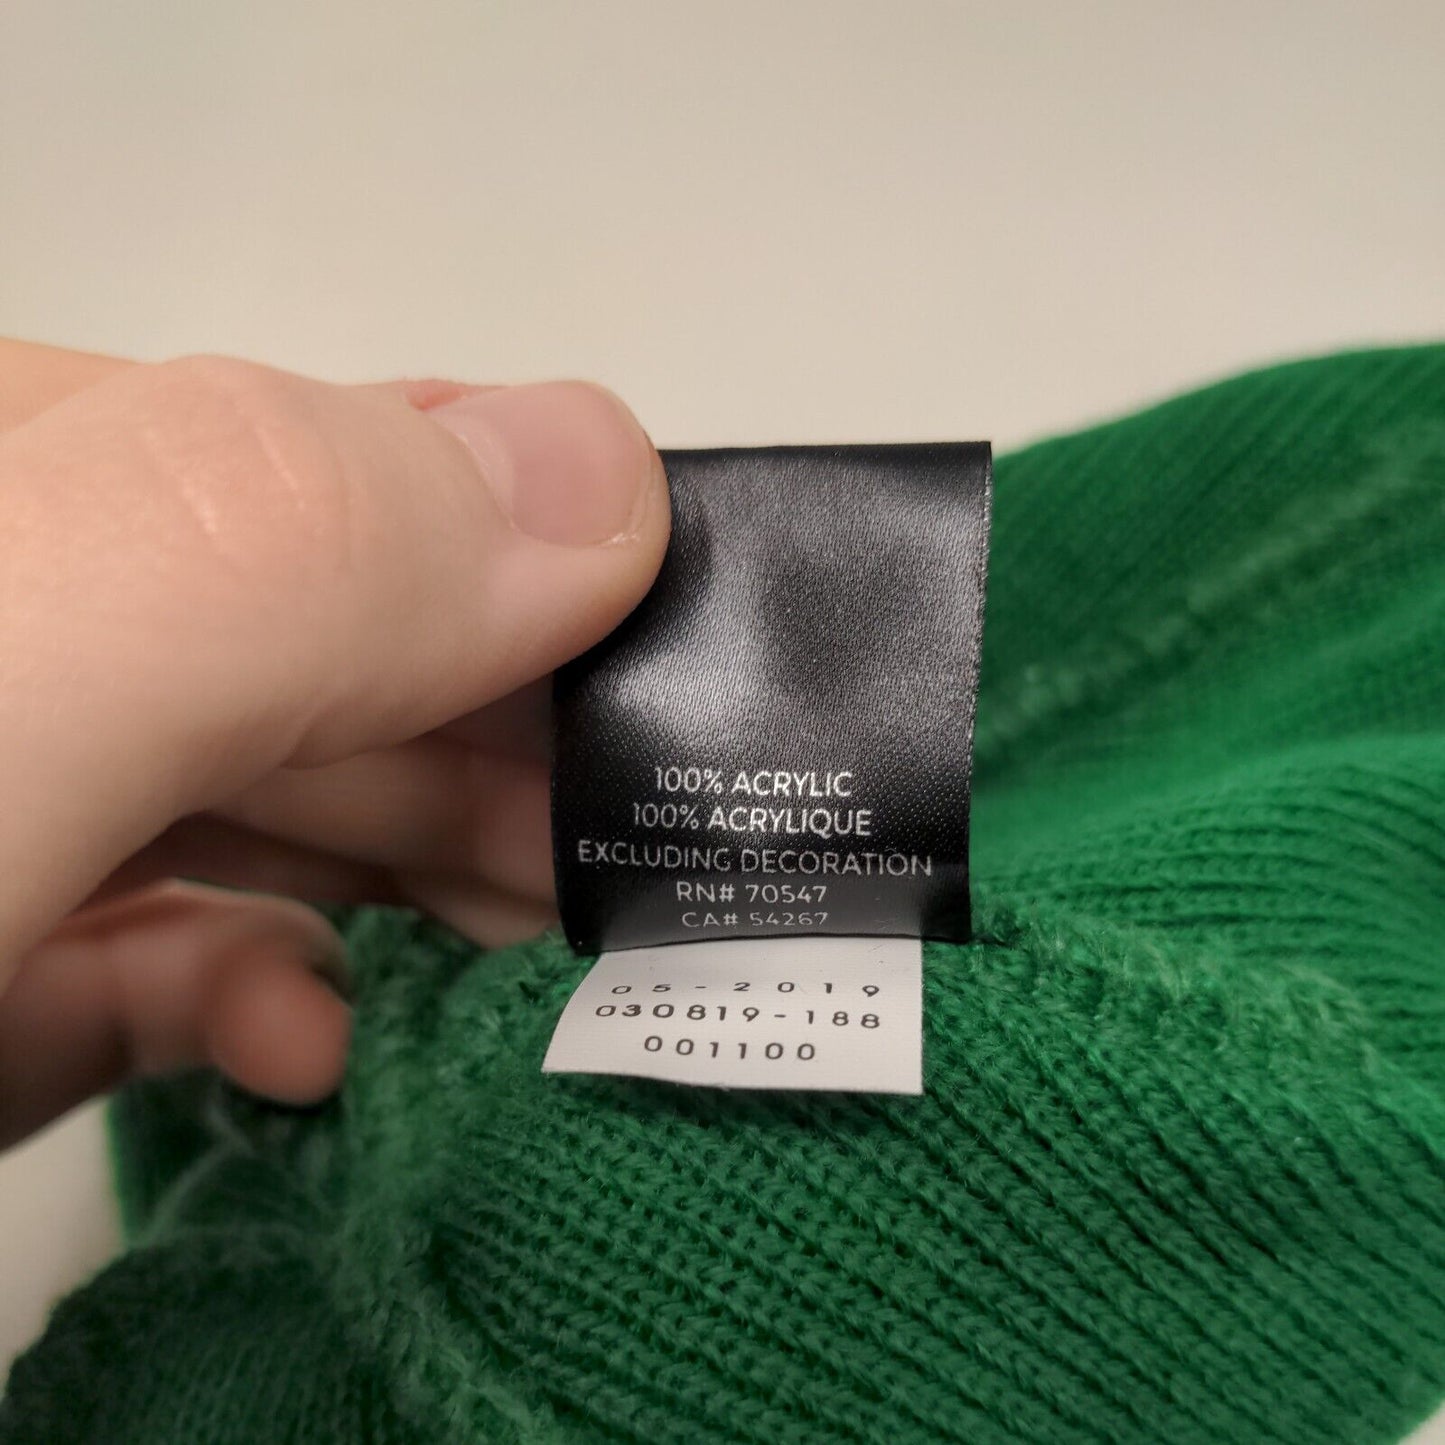 100% ACRYLIC
100% ACRYLIQUE
EXCLUDING DECORATION
RN# 70547
CA# 54267
05-2019
030819-188
001100